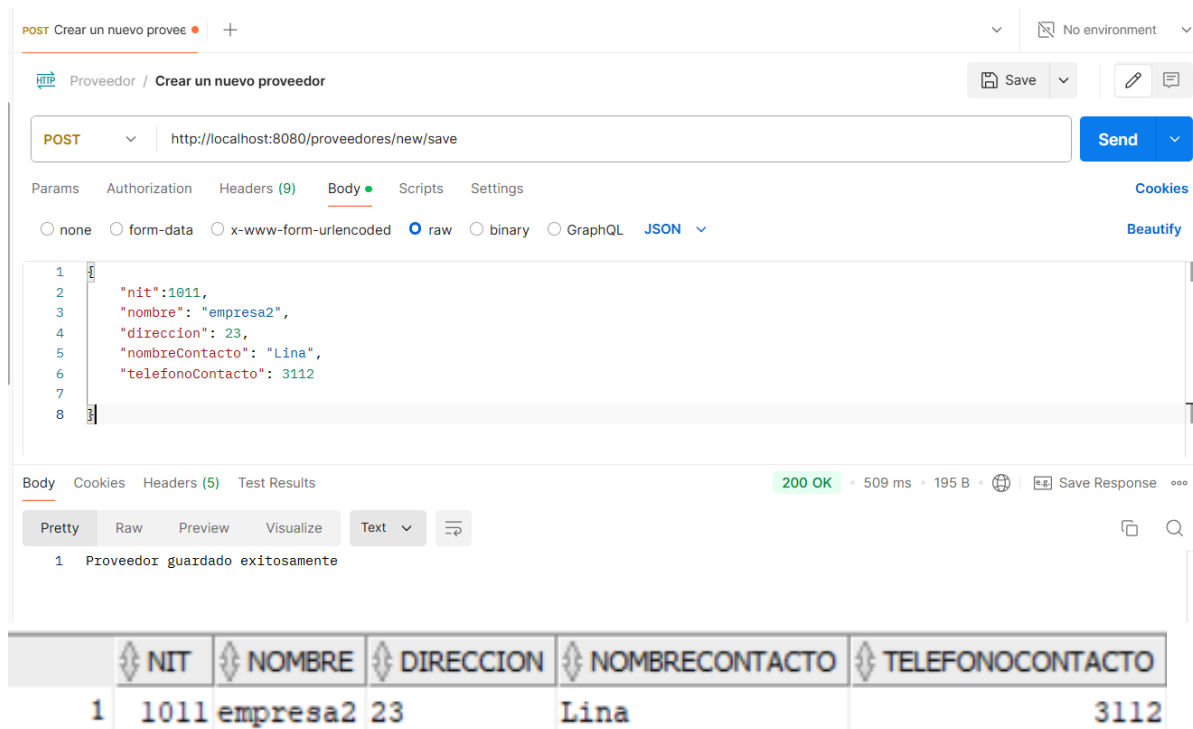 POST Crear un nuevo provee
No environment
HTTP Proveedor / Crear un nuevo proveedor
Save
POST http://localhost:8080/proveedores/new/save Send
Params Authorization Headers (9) Body Scripts Settings Cookies
none form-data x-www-form-urlencoded raw binary GraphQL JSON Beautify
1 {
2 "nit":1011,
3 "nombre": "empresa2",
4 "direccion": 23,
5 "nombreContacto": "Lina",
6 "telefonoContacto": 3112
7
8 }
Body Cookies Headers (5) Test Results 200 OK 509 ms 195 B e.g. Save Response
Pretty Raw Preview Visualize Text
1 Proveedor guardado exitosamente
NIT NOMBRE DIRECCION NOMBRECONTACTO TELEFONOCONTACTO
1 1011 empresa2 23 Lina 3112